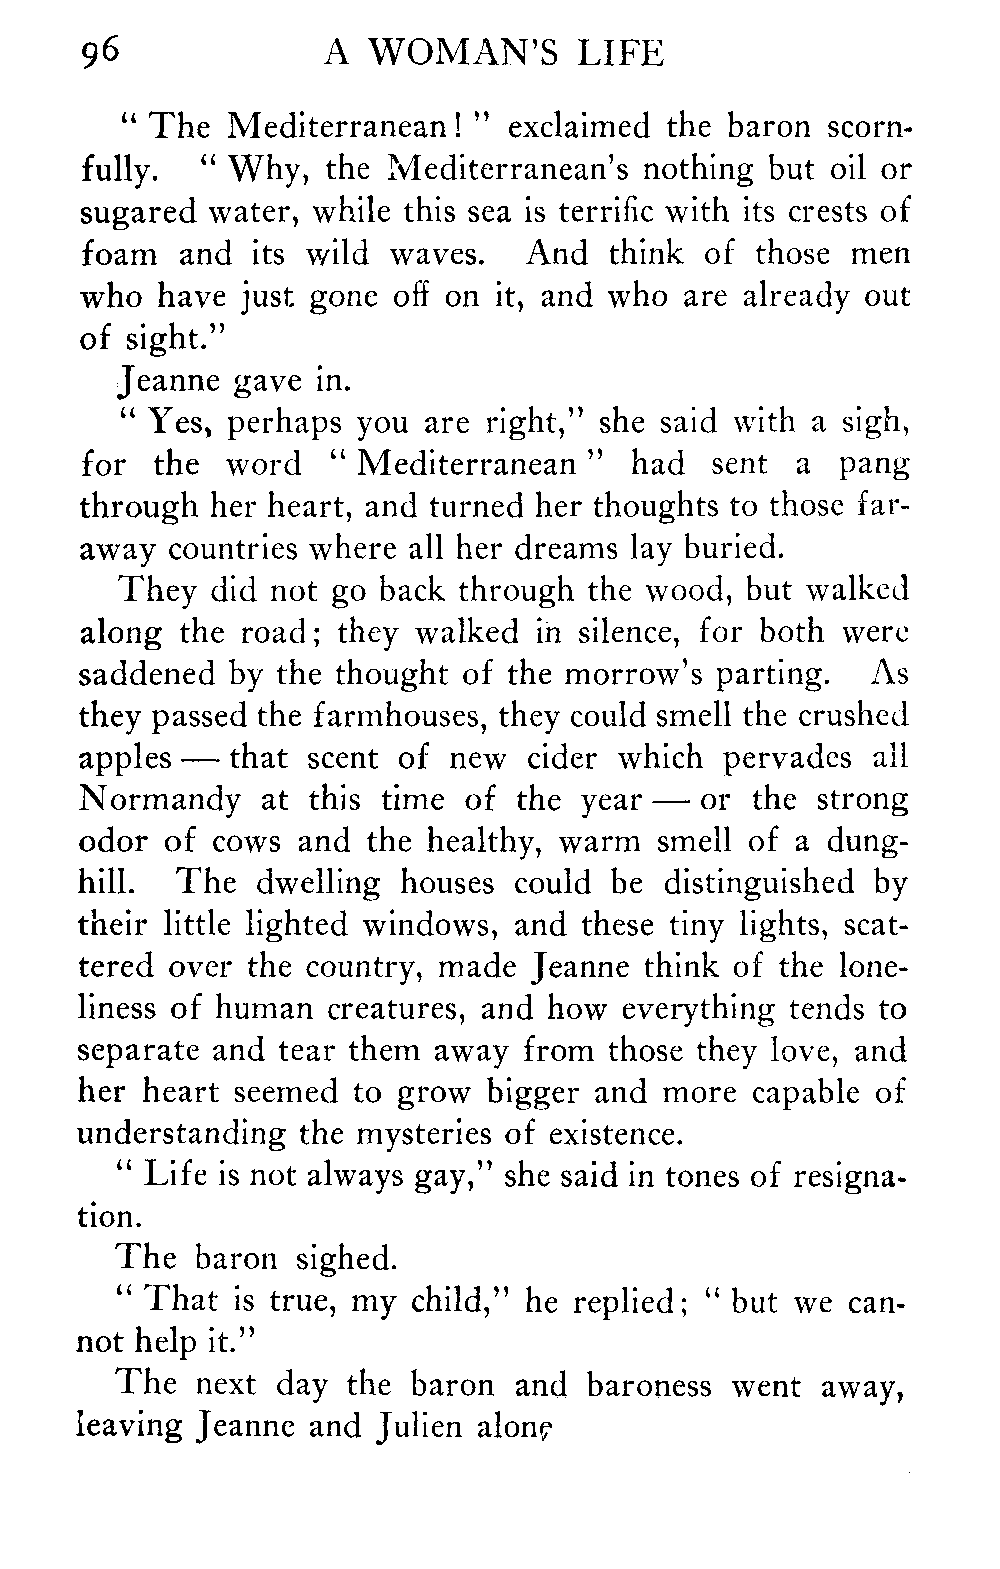 96 A WOMAN'S LIFE
" The Mediterranean! " exclaimed the baron scorn-
fully. " Why, the Mediterranean's nothing but oil or
sugared water, while this sea is terrific with its crests of
foam and its wild waves. And think of those men
who have just gone off on it, and who are already out
of sight."
Jeanne gave in.
" Yes, perhaps you are right," she said with a sigh,
for the word " Mediterranean " had sent a pang
through her heart, and turned her thoughts to those far-
away countries where all her dreams lay buried.
They did not go back through the wood, but walked
along the road; they walked in silence, for both were
saddened by the thought of the morrow's parting. As
they passed the farmhouses, they could smell the crushed
apples — that scent of new cider which pervades all
Normandy at this time of the year — or the strong
odor of cows and the healthy, warm smell of a dung-
hill. The dwelling houses could be distinguished by
their little lighted windows, and these tiny lights, scat-
tered over the country, made Jeanne think of the lone-
liness of human creatures, and how everything tends to
separate and tear them away from those they love, and
her heart seemed to grow bigger and more capable of
understanding the mysteries of existence.
" Life is not always gay," she said in tones of resigna-
tion.
The baron sighed.
" That is true, my child," he replied; " but we can-
not help it."
The next day the baron and baroness went away,
leaving Jeanne and Julien alone